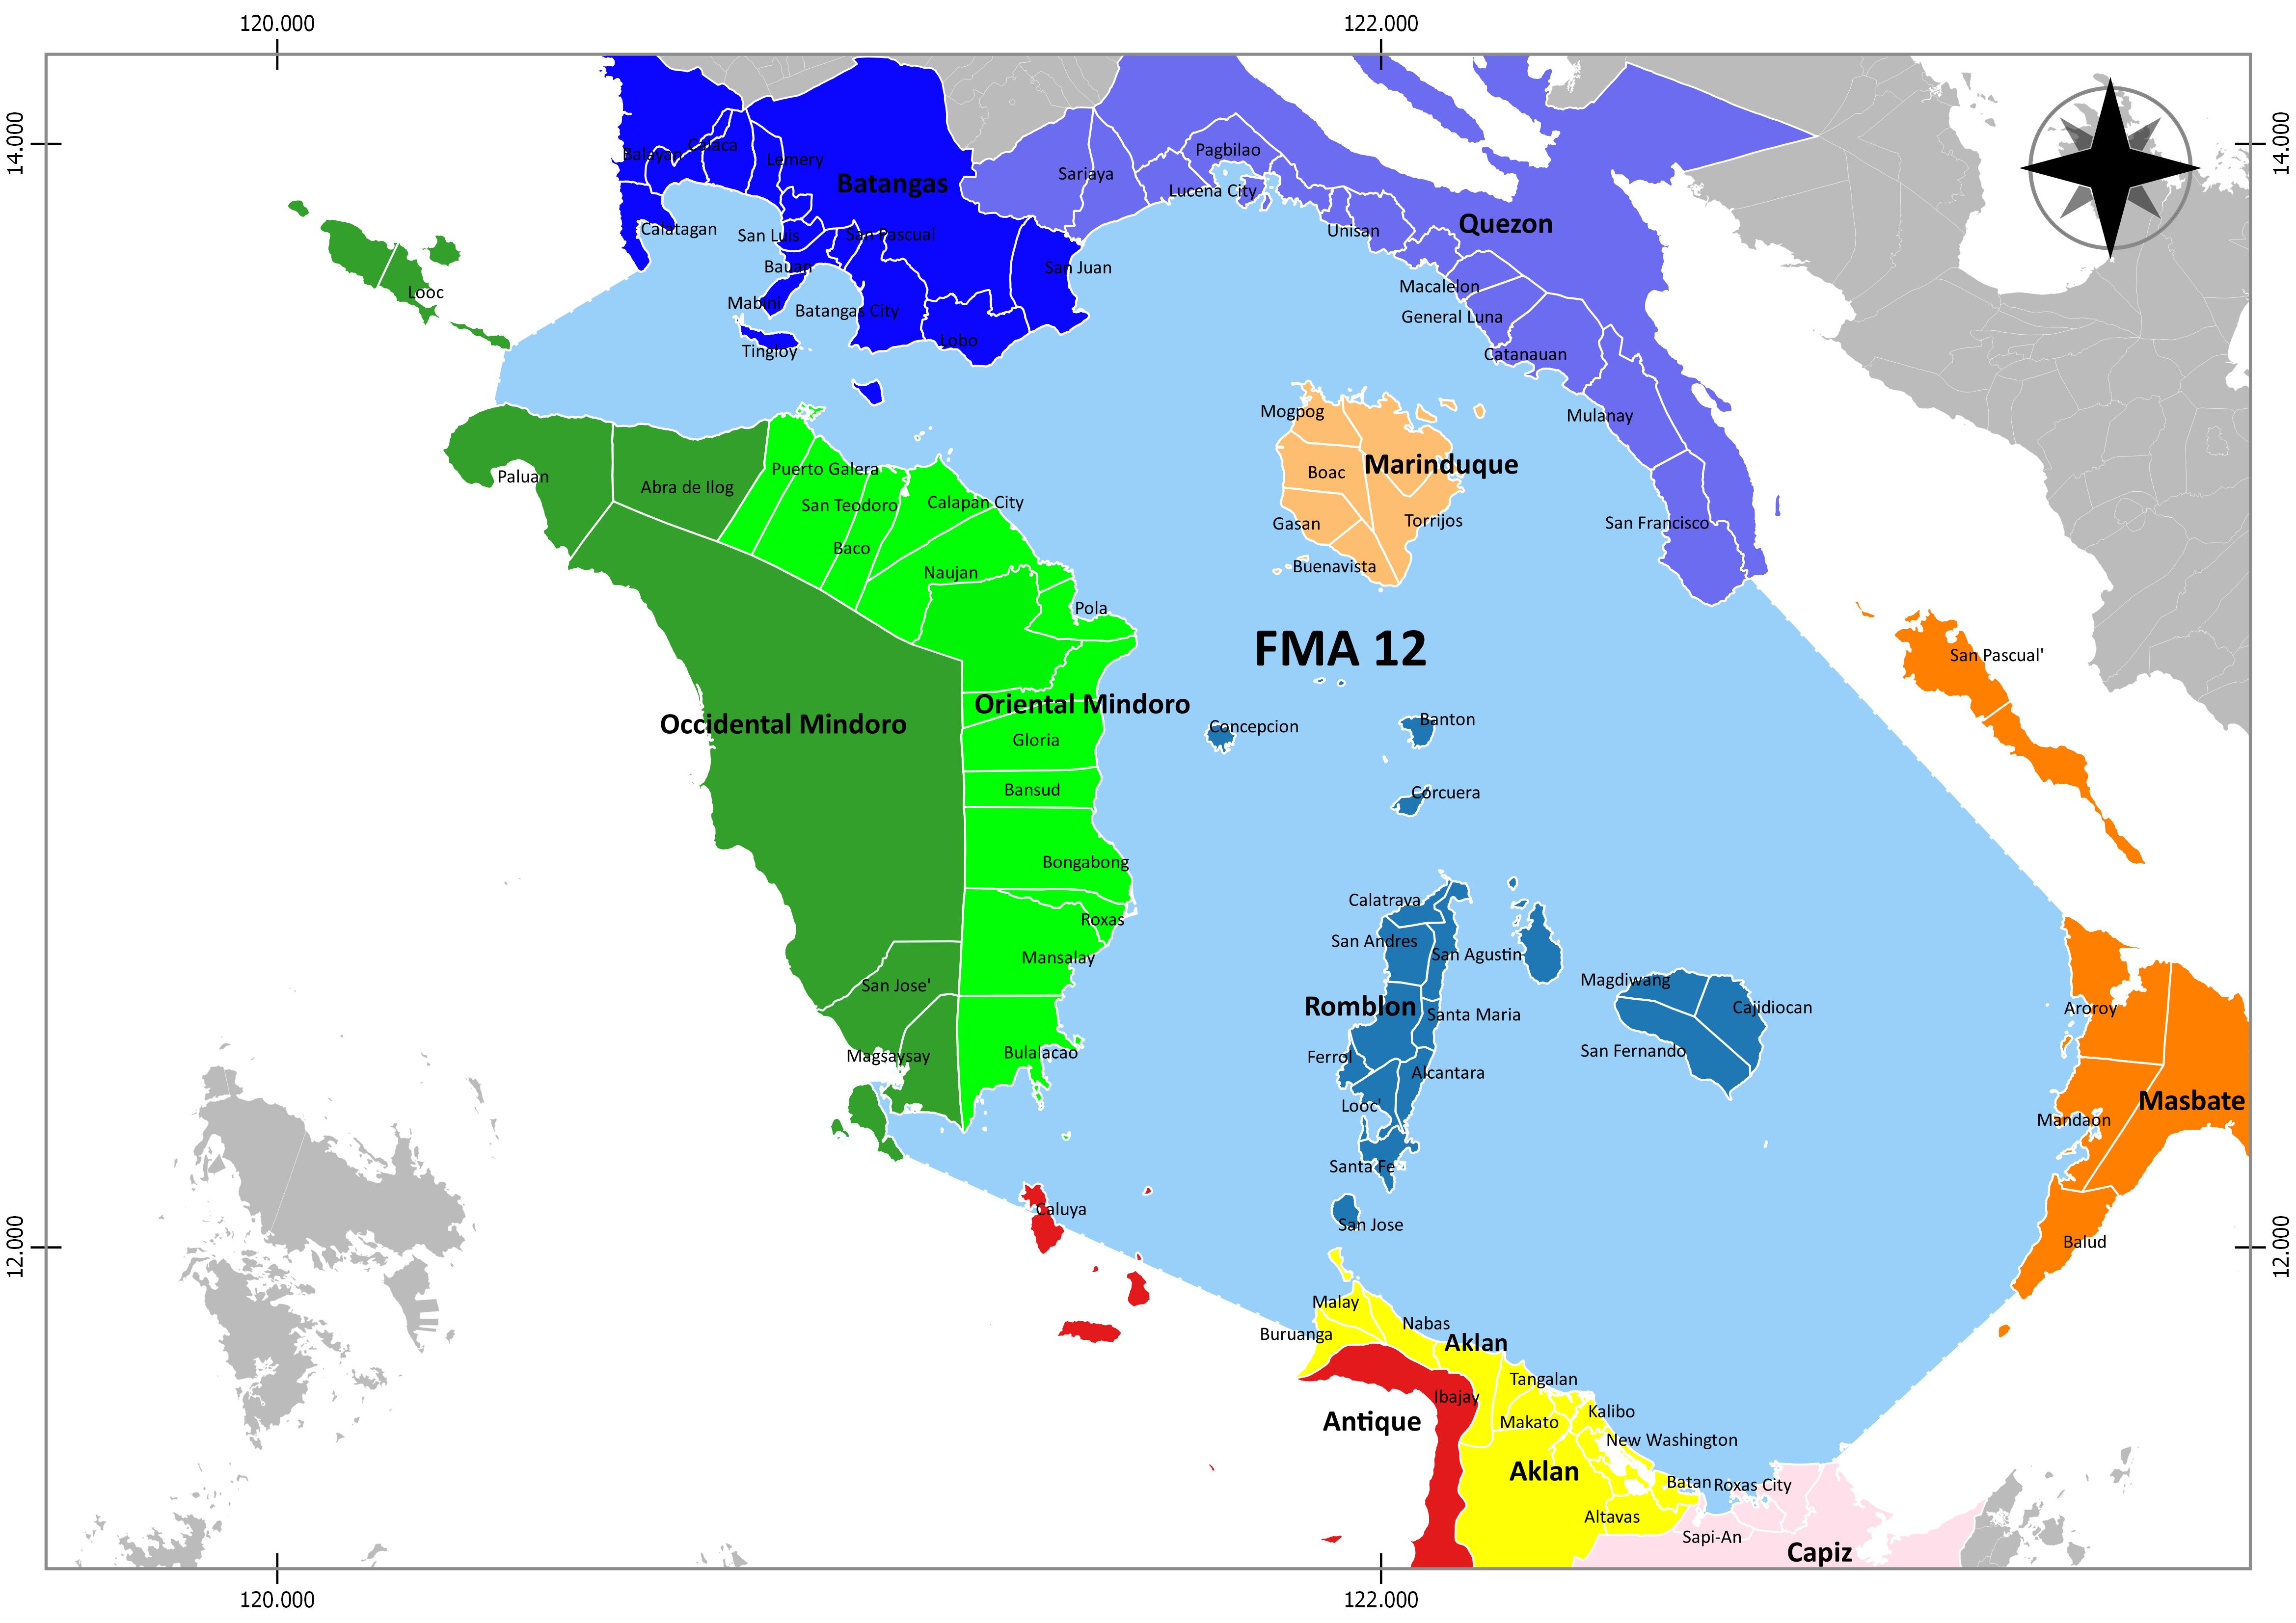 120.000
122.000
14.000
14.000
Calaca
Balayan
Lemery
Pagbilao
Sariaya
Batangas
Lucena City
Calatagan
San Luis
San Pascual
Unisan
Quezon
Bauan
San Juan
Macalelon
Looc
Mabini
Batangas City
General Luna
Lobo
Tingloy
Catanauan
Mogpog
Mulanay
Puerto Galera
Marinduque
Paluan
Boac
Abra de Ilog
San Teodoro
Calapan City
Gasan
Torrijos
San Francisco
Baco
Naujan
Buenavista
Pola
FMA 12
San Pascual'
Oriental Mindoro
Occidental Mindoro
Concepcion
Banton
Gloria
Bansud
Corcuera
Bongabong
Calatrava
Roxas
San Andres
Mansalay
San Agustin
Magdiwang
San Jose'
Romblon
Cajidiocan
Aroroy
Santa Maria
Magsaysay
Bulalacao
Ferrol
San Fernando
Alcantara
Masbate
Looc'
Mandaon
Santa Fe
Caluya
San Jose
Balud
12.000
12.000
Malay
Nabas
Buruanga
Aklan
Tangalan
Ibajay
Kalibo
Antique
Makato
New Washington
Aklan
Batan
Roxas City
Altavas
Sapi-An
Capiz
120.000
122.000